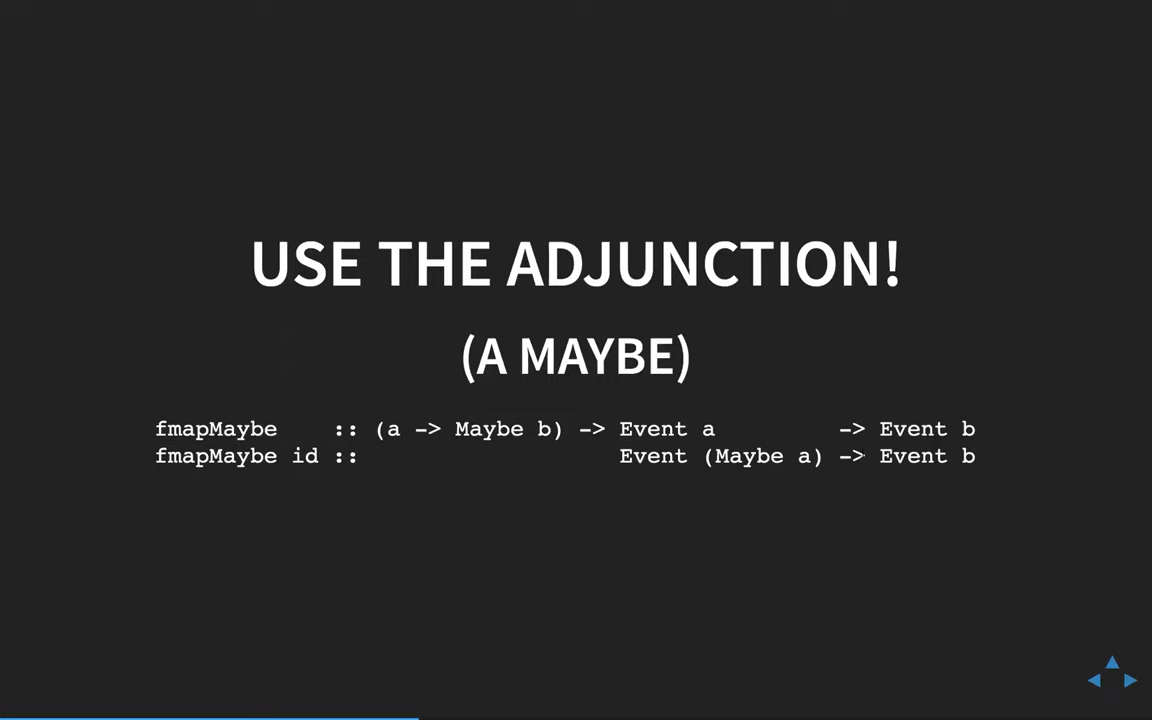 USE THE ADJUNCTION!
(A MAYBE)
fmapMaybe    :: (a -> Maybe b) -> Event a         -> Event b
fmapMaybe id ::                   Event (Maybe a) -> Event b